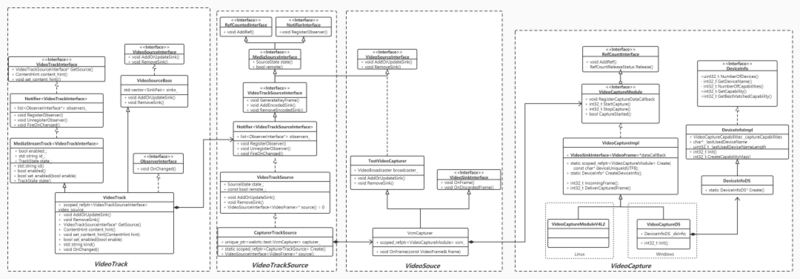 <<Interface>>
VideoTrackInterface
VideoTrackSourceInterface* GetSource()
ContentHint content_hint()
void set_content_hint()
Notifier<VideoTrackInterface>
list<ObserverInterface*> observers_
void RegisterObserver()
void UnregisterObserver()
void FireOnChanged()
MediaStreamTrack<VideoTrackInterface>
bool enabled_
std string id_
TrackState state_
std string id()
bool enabled()
bool set_enabled(bool enable)
TrackState state()
<<Interface>>
VideoSourceInterface
void AddOrUpdateSink()
void RemoveSink()
VideoSourceBase
std vector<SinkPair> sinks_
void AddOrUpdateSink()
void RemoveSink()
<<Interface>>
ObserverInterface
void OnChanged()
VideoTrack
scoped_refptr<VideoTrackSourceInterface>
video_source_
void AddOrUpdateSink()
void RemoveSink()
VideoTrackSourceInterface* GetSource()
ContentHint content_hint()
void set_content_hint(ContentHint hint)
bool set_enabled(bool enable)
std string kind()
void OnChanged()
VideoTrack
<<Interface>>
RefCountedInterface
void AddRef()
<<Interface>>
NotifierInterface
void RegisterObserver()
<<Interface>>
MediaSourceInterface
SourceState state()
bool remote()
<<Interface>>
VideoTrackSourceInterface
void GenerateKeyFrame()
void AddEncodedSink()
Notifier<VideoTrackSourceInterface>
list<ObserverInterface*> observers_
void RegisterObserver()
void UnregisterObserver()
void FireOnChanged()
VideoTrackSource
SourceState state_
const bool remote_
void AddOrUpdateSink()
void RemoveSink()
VideoSourceInterface<VideoFrame>* source() = 0
CapturerTrackSource
unique_ptr<webrtc test VcmCapturer> capturer_
static scoped_refptr<CapturerTrackSource> Create()
VideoSourceInterface<VideoFrame>* source()
VideoTrackSource
<<Interface>>
VideoSourceInterface
void AddOrUpdateSink()
void RemoveSink()
TestVideoCapturer
VideoBroadcaster broadcaster_
void AddOrUpdateSink()
void RemoveSink()
<<Interface>>
VideoSinkInterface
void OnFrame()
void OnDiscardedFrame()
VcmCapturer
scoped_refptr<VideoCaptureModule> vcm_
void OnFrame(const VideoFrame& frame)
VideoSouce
<<Interface>>
RefCountInterface
void AddRef()
RefCountReleaseStatus Release()
<<Interface>>
VideoCaptureModule
void RegisterCaptureDataCallback
int32_t StartCapture()
int32_t StopCapture()
bool CaptureStarted()
VideoCaptureImpl
VideoSinkInterface<VideoFrame>*dataCallBack
static scoped_refptr<VideoCaptureModule> Create(
const char* deviceUniqueIdUTF8)
static DeviceInfo* CreateDeviceInfo()
int32_t IncomingFrame()
int32_t DeliverCapturedFrame()
VideoCaptureModuleV4L2
Linux
VideoCaptureDS
DeviceInfoDS _dsInfo
int32_t Init()
Windows
<<Interface>>
DeviceInfo
uint32_t NumberOfDevices()
int32_t GetDeviceName()
int32_t NumberOfCapabilities()
int32_t GetCapability()
int32_t GetBestMatchedCapability()
DeviceInfoImpl
VideoCaptureCapabilities _captureCapabilities
char* _lastUsedDeviceName
uint32_t _lastUsedDeviceNameLength
int32_t Init()
int32_t CreateCapabilityMap()
DeviceInfoDS
static DeviceInfoDS* Create()
VideoCapture